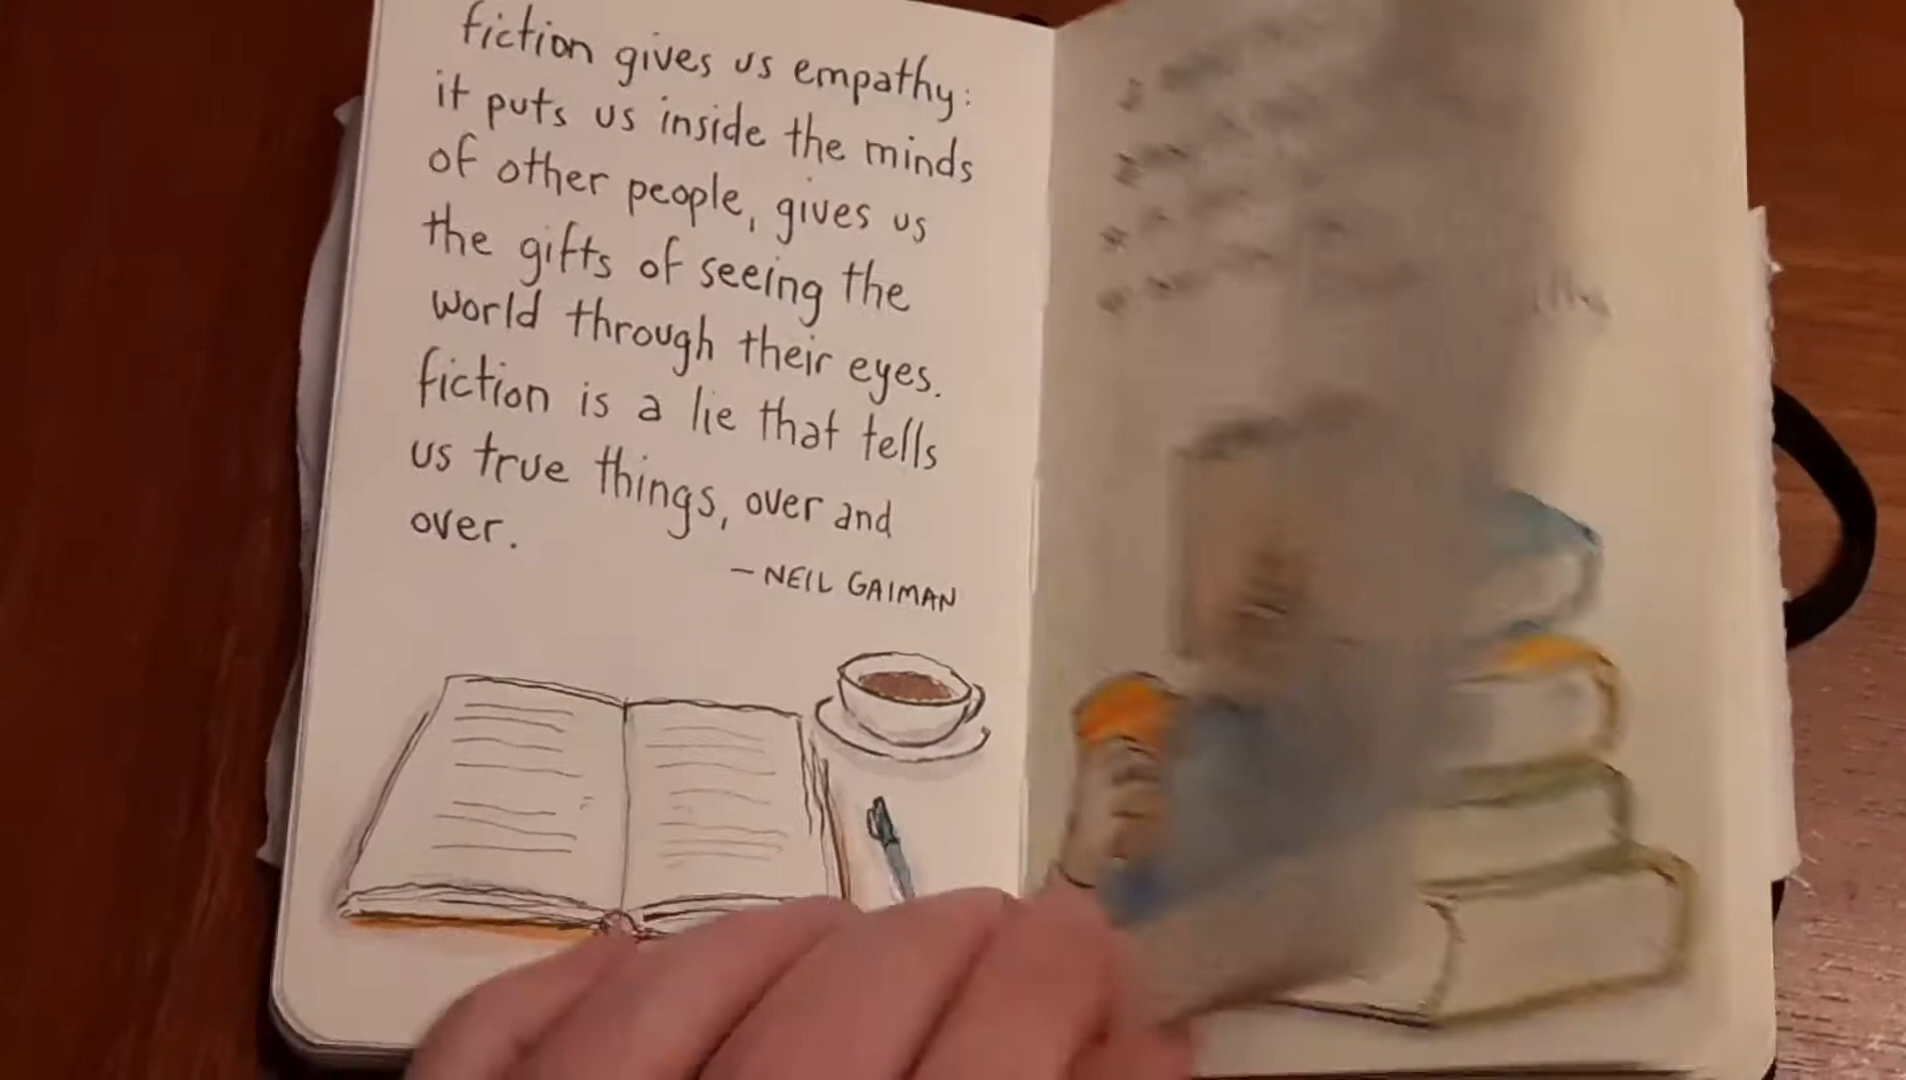 fiction gives us empathy:
it puts us inside the minds
of other people, gives us
the gifts of seeing the
world through their eyes.
fiction is a lie that tells
us true things, over and
over.
— NEIL GAIMAN